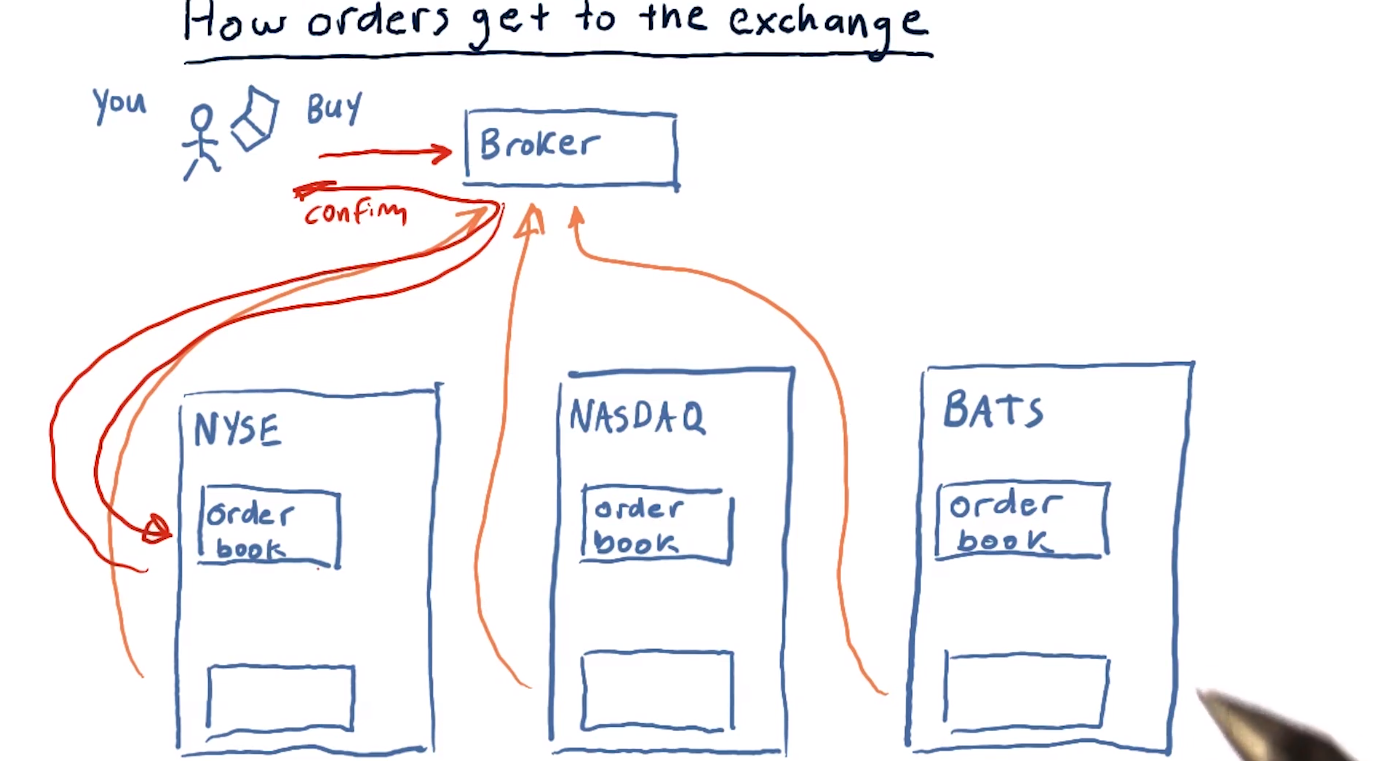 How orders get to the exchange
You
Buy
Broker
confirm
NYSE
order
book
NASDAQ
order
book
BATS
order
book